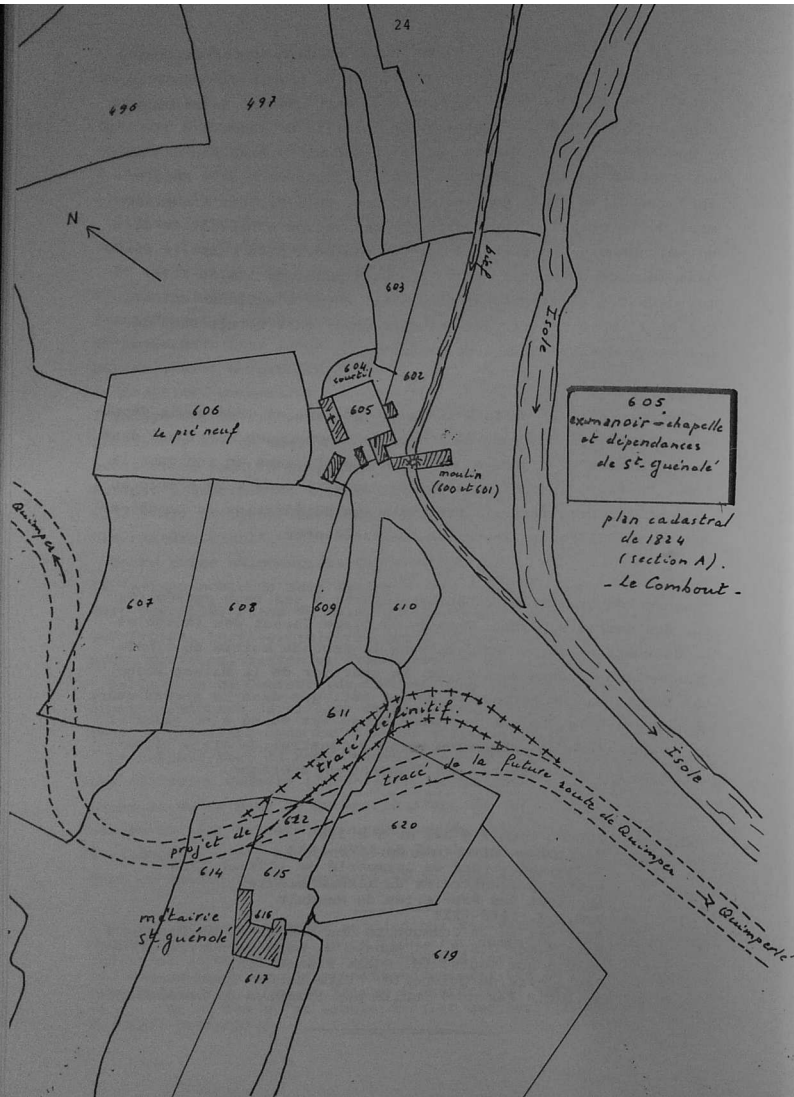 24
496
497
N
bief
603
Isole
604
courtil
602
605
606
le pré neuf
605
exmanoir - chapelle
et dépendances
de St-guénolé
moulin
(600 et 601)
plan cadastral
de 1824
(section A).
- Le Combout -
Quimper
607
608
609
610
611
tracé définitif.
Isole
projet de tracé de la future route de Quimper → Quimperlé
622
620
614
615
616
métairie
St guénolé
617
619